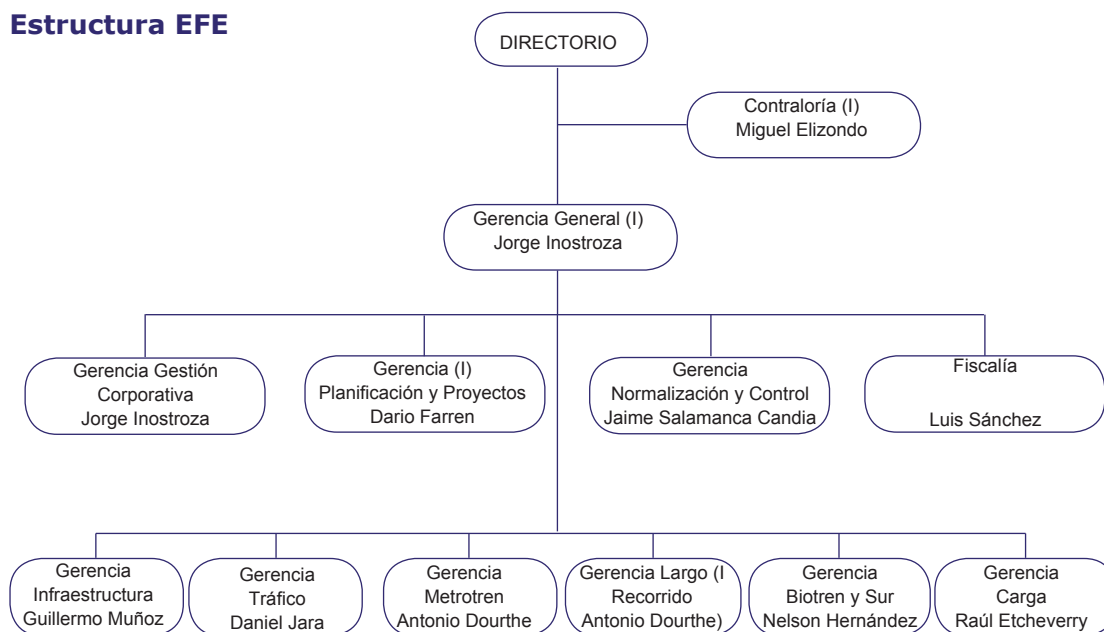 Estructura EFE
DIRECTORIO
Contraloría (I)
Miguel Elizondo
Gerencia General (I)
Jorge Inostroza
Gerencia Gestión
Corporativa
Jorge Inostroza
Gerencia (I)
Planificación y Proyectos
Dario Farren
Gerencia
Normalización y Control
Jaime Salamanca Candia
Fiscalía
Luis Sánchez
Gerencia
Infraestructura
Guillermo Muñoz
Gerencia
Tráfico
Daniel Jara
Gerencia
Metrotren
Antonio Dourthe
Gerencia Largo (I
Recorrido
Antonio Dourthe)
Gerencia
Biotren y Sur
Nelson Hernández
Gerencia
Carga
Raúl Etcheverry